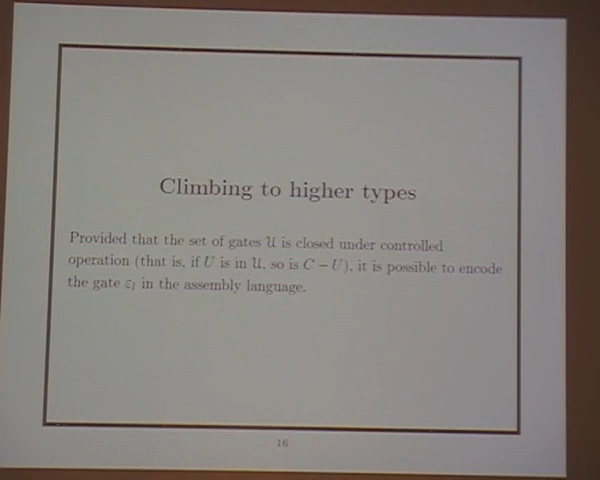 Climbing to higher types
Provided that the set of gates 𝒰 is closed under controlled
operation (that is, if U is in 𝒰, so is C − U), it is possible to encode
the gate ε_l in the assembly language.
16